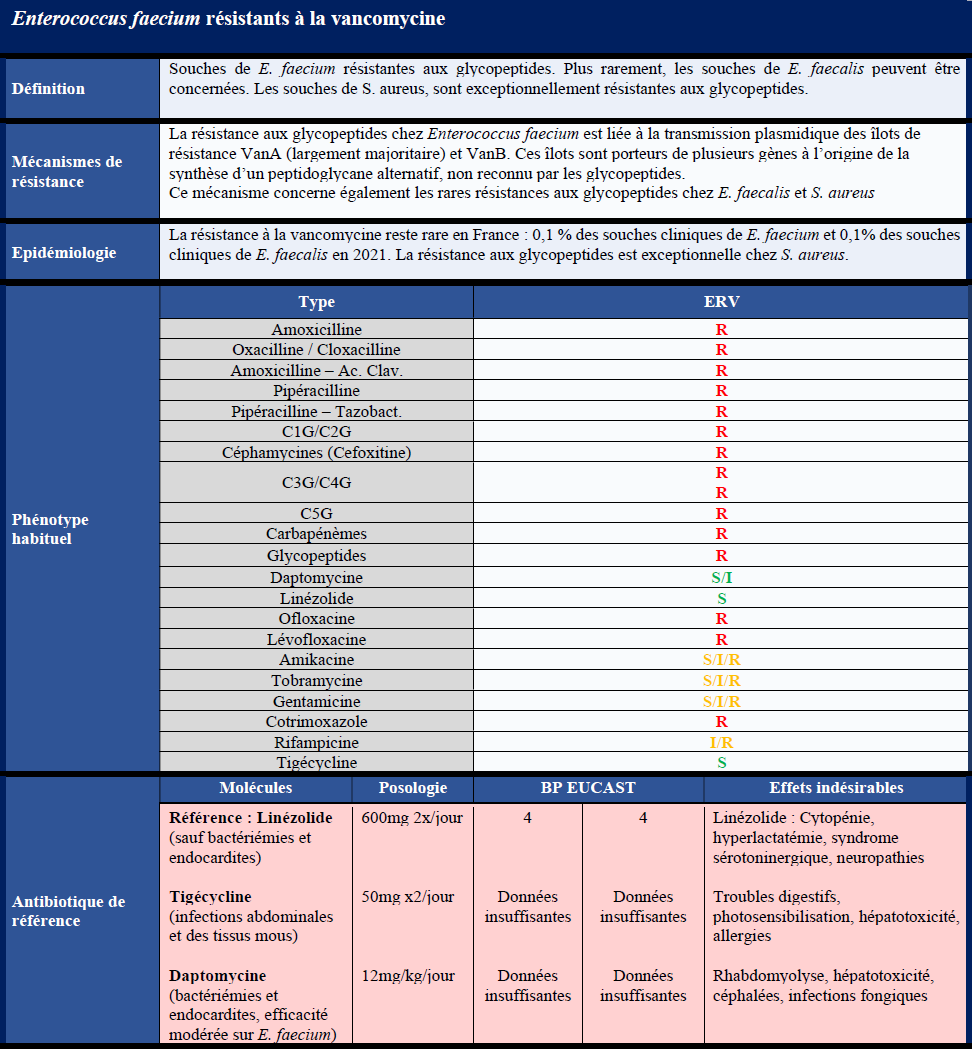 Enterococcus faecium résistants à la vancomycine
Définition
Souches de E. faecium résistantes aux glycopeptides. Plus rarement, les souches de E. faecalis peuvent être
concernées. Les souches de S. aureus, sont exceptionnellement résistantes aux glycopeptides.
Mécanismes de
résistance
La résistance aux glycopeptides chez Enterococcus faecium est liée à la transmission plasmidique des îlots de
résistance VanA (largement majoritaire) et VanB. Ces îlots sont porteurs de plusieurs gènes à l’origine de la
synthèse d’un peptidoglycane alternatif, non reconnu par les glycopeptides.
Ce mécanisme concerne également les rares résistances aux glycopeptides chez E. faecalis et S. aureus
Epidémiologie
La résistance à la vancomycine reste rare en France : 0,1 % des souches cliniques de E. faecium et 0,1% des souches
cliniques de E. faecalis en 2021. La résistance aux glycopeptides est exceptionnelle chez S. aureus.
Phénotype
habituel
Type ERV
Amoxicilline R
Oxacilline / Cloxacilline R
Amoxicilline – Ac. Clav. R
Pipéracilline R
Pipéracilline – Tazobact. R
C1G/C2G R
Céphamycines (Cefoxitine) R
C3G/C4G R
R
C5G R
Carbapénèmes R
Glycopeptides R
Daptomycine S/I
Linézolide S
Ofloxacine R
Lévofloxacine R
Amikacine S/I/R
Tobramycine S/I/R
Gentamicine S/I/R
Cotrimoxazole R
Rifampicine I/R
Tigécycline S
Antibiotique de
référence
Molécules Posologie BP EUCAST Effets indésirables
Référence : Linézolide 600mg 2x/jour 4 4 Linézolide : Cytopénie,
(sauf bactériémies et hyperlactatémie, syndrome
endocardites) sérotoninergique, neuropathies
Tigécycline 50mg x2/jour Données Données Troubles digestifs,
(infections abdominales insuffisantes insuffisantes photosensibilisation, hépatotoxicité,
et des tissus mous) allergies
Daptomycine 12mg/kg/jour Données Données Rhabdomyolyse, hépatotoxicité,
(bactériémies et insuffisantes insuffisantes céphalées, infections fongiques
endocardites, efficacité
modérée sur E. faecium)